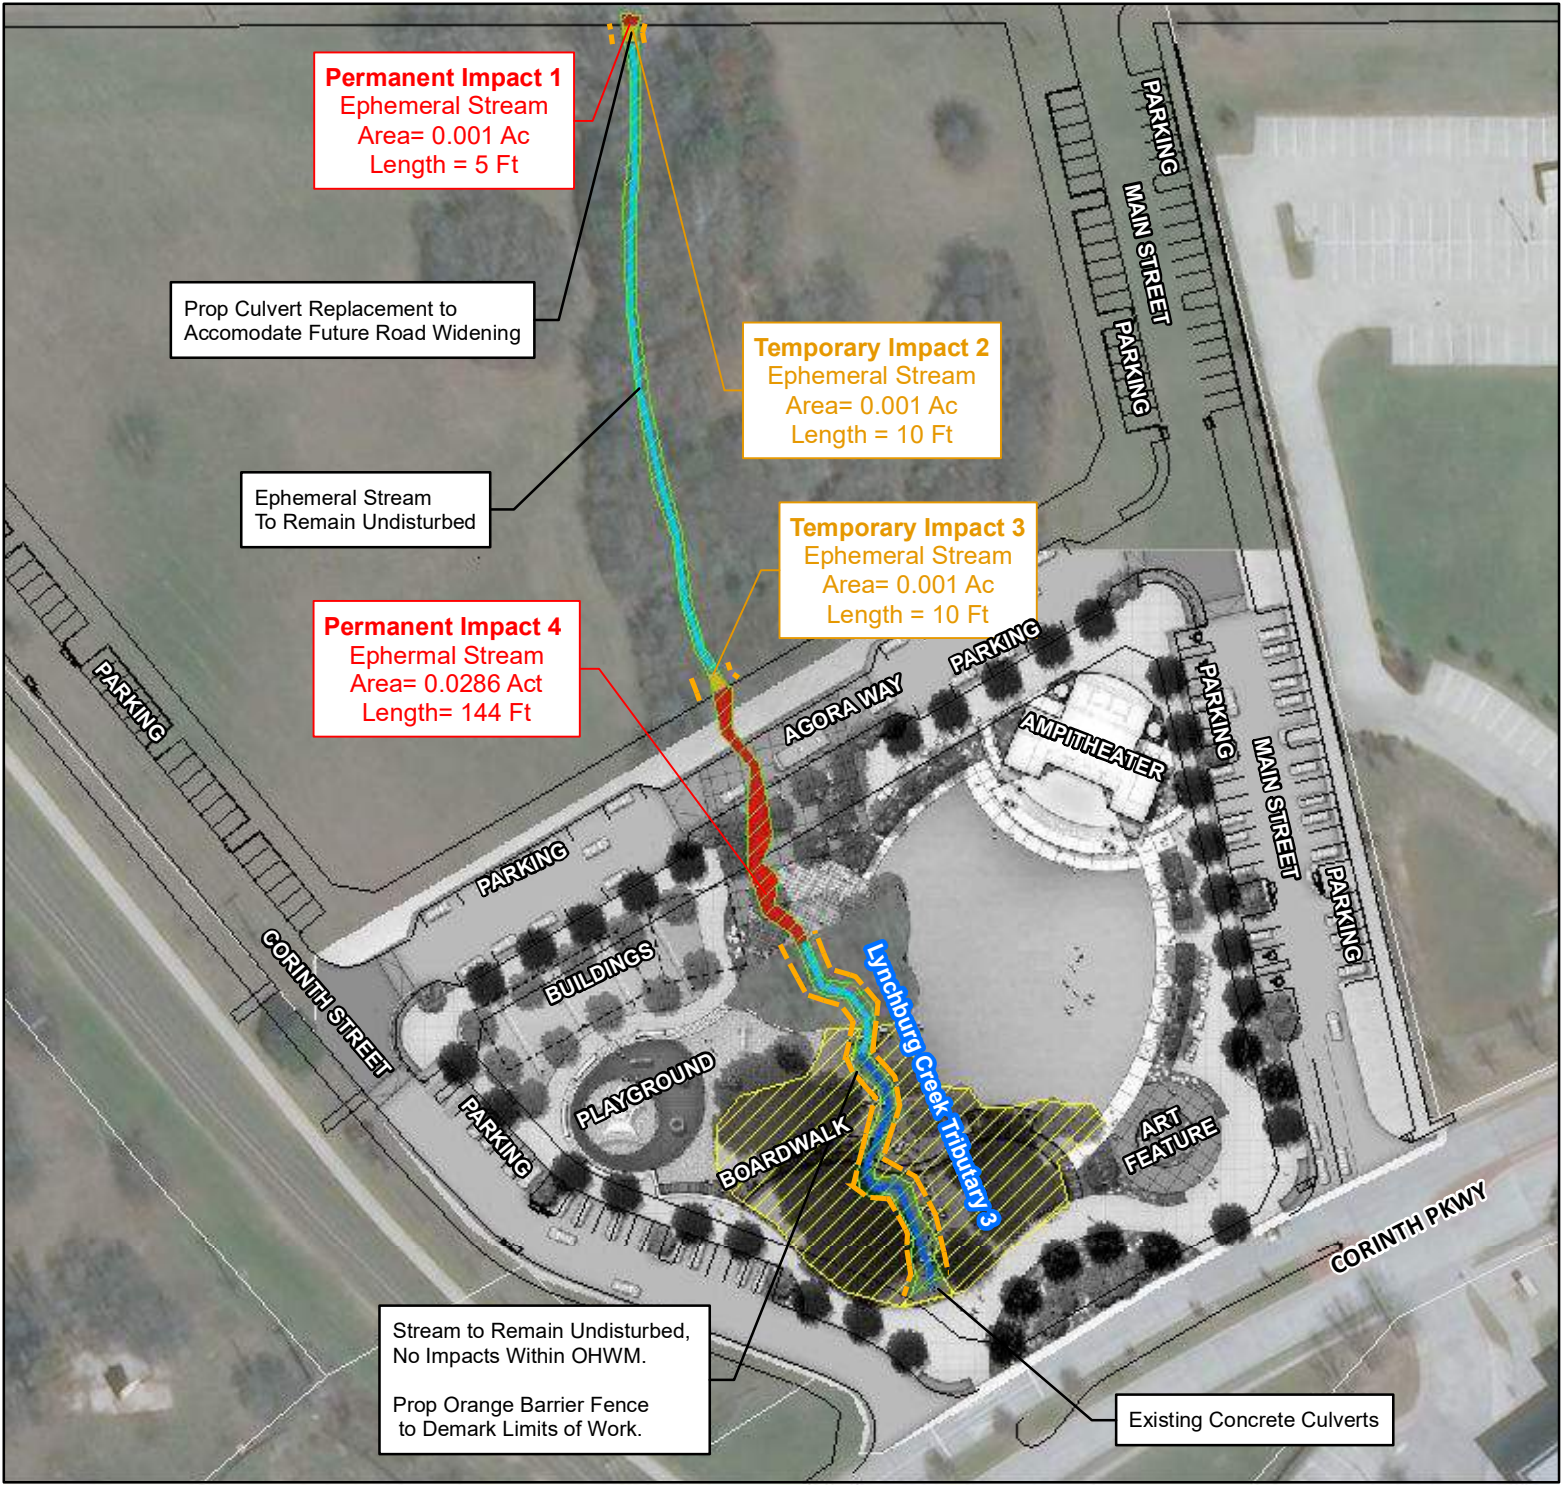 Permanent Impact 1
Ephemeral Stream
Area= 0.001 Ac
Length = 5 Ft
PARKING
MAIN STREET
PARKING
Prop Culvert Replacement to
Accomodate Future Road Widening
Temporary Impact 2
Ephemeral Stream
Area= 0.001 Ac
Length = 10 Ft
Ephemeral Stream
To Remain Undisturbed
Temporary Impact 3
Ephemeral Stream
Area= 0.001 Ac
Length = 10 Ft
Permanent Impact 4
Ephermal Stream
Area= 0.0286 Act
Length= 144 Ft
PARKING
PARKING
AGORA WAY
AMPITHEATER
PARKING
MAIN STREET
PARKING
PARKING
BUILDINGS
CORINTH STREET
PLAYGROUND
PARKING
BOARDWALK
Lynchburg Creek Tributary 3
ART
FEATURE
CORINTH PKWY
Stream to Remain Undisturbed,
No Impacts Within OHWM.
Prop Orange Barrier Fence
to Demark Limits of Work.
Existing Concrete Culverts